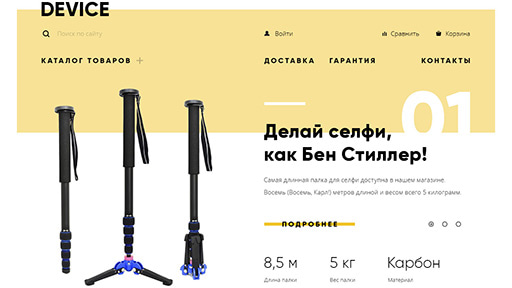 DEVICE
Поиск по сайту
Войти
Сравнить
Корзина
КАТАЛОГ ТОВАРОВ +
ДОСТАВКА
ГАРАНТИЯ
КОНТАКТЫ
01
Делай селфи,
как Бен Стиллер!
Самая длинная палка для селфи доступна в нашем магазине.
Восемь (Восемь, Карл!) метров длиной и весом всего 5 килограмм.
ПОДРОБНЕЕ
8,5 м
5 кг
Карбон
Длина палки
Вес палки
Материал